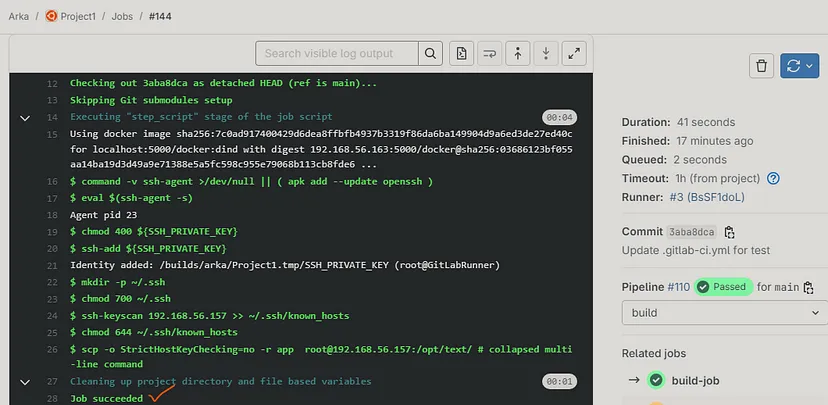 Arka / Project1 / Jobs / #144
Search visible log output
12 Checking out 3aba8dca as detached HEAD (ref is main)...
13 Skipping Git submodules setup
14 Executing "step_script" stage of the job script 00:04
15 Using docker image sha256:7c0ad917400429d6dea8ffbfb4937b3319f86da6ba149904d9a6ed3de27ed40c
for localhost:5000/docker:dind with digest 192.168.56.163:5000/docker@sha256:03686123bf055
aa14ba19d3d49a9e71388e5a5fc598c955e79068b113cb8fde6 ...
16 $ command -v ssh-agent >/dev/null || ( apk add --update openssh )
17 $ eval $(ssh-agent -s)
18 Agent pid 23
19 $ chmod 400 ${SSH_PRIVATE_KEY}
20 $ ssh-add ${SSH_PRIVATE_KEY}
21 Identity added: /builds/arka/Project1.tmp/SSH_PRIVATE_KEY (root@GitLabRunner)
22 $ mkdir -p ~/.ssh
23 $ chmod 700 ~/.ssh
24 $ ssh-keyscan 192.168.56.157 >> ~/.ssh/known_hosts
25 $ chmod 644 ~/.ssh/known_hosts
26 $ scp -o StrictHostKeyChecking=no -r app root@192.168.56.157:/opt/text/ # collapsed multi
-line command
27 Cleaning up project directory and file based variables 00:01
28 Job succeeded
Duration: 41 seconds
Finished: 17 minutes ago
Queued: 2 seconds
Timeout: 1h (from project)
Runner: #3 (BsSF1doL)
Commit 3aba8dca
Update .gitlab-ci.yml for test
Pipeline #110 Passed for main
build
Related jobs
build-job